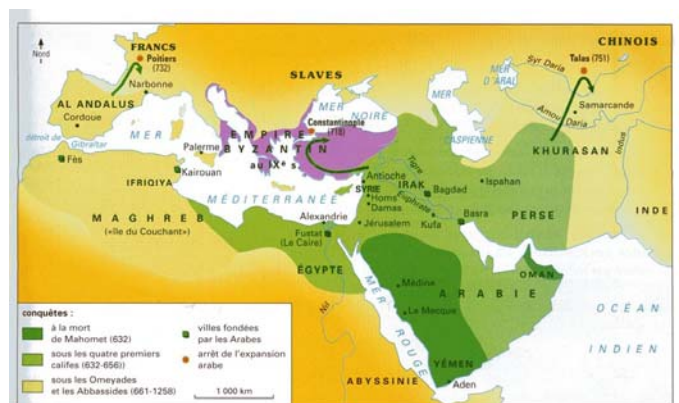 FRANCS
Poitiers
(732)
CHINOIS
Talas (751)
Nord
SLAVES
MER
D'ARAL
Syr Daria
Narbonne
MER
NOIRE
MER
CASPIENNE
Samarcande
AL ANDALUS
Cordoue
Constantinople
(718)
Amou Daria
détroit de
Gibraltar
MER
EMPIRE
BYZANTIN
au IXe s.
KHURASAN
Indus
Palerme
Fès
Kairouan
IFRIQIYA
Antioche
Tigre
SYRIE
IRAK
Ispahan
Bagdad
INDE
MÉDITERRANÉE
Homs
Damas
Euphrate
MAGHREB
(«île du Couchant»)
Alexandrie
Jérusalem
Kufa
Basra
PERSE
Fustat
(Le Caire)
ÉGYPTE
OMAN
Médine
ARABIE
MER ROUGE
Nil
La Mecque
OCÉAN
INDIEN
YÉMEN
ABYSSINIE
Aden
conquêtes :
à la mort
de Mahomet (632)
sous les quatre premiers
califes (632-656))
sous les Omeyades
et les Abbassides (661-1258)
villes fondées
par les Arabes
arrêt de l'expansion
arabe
1 000 km